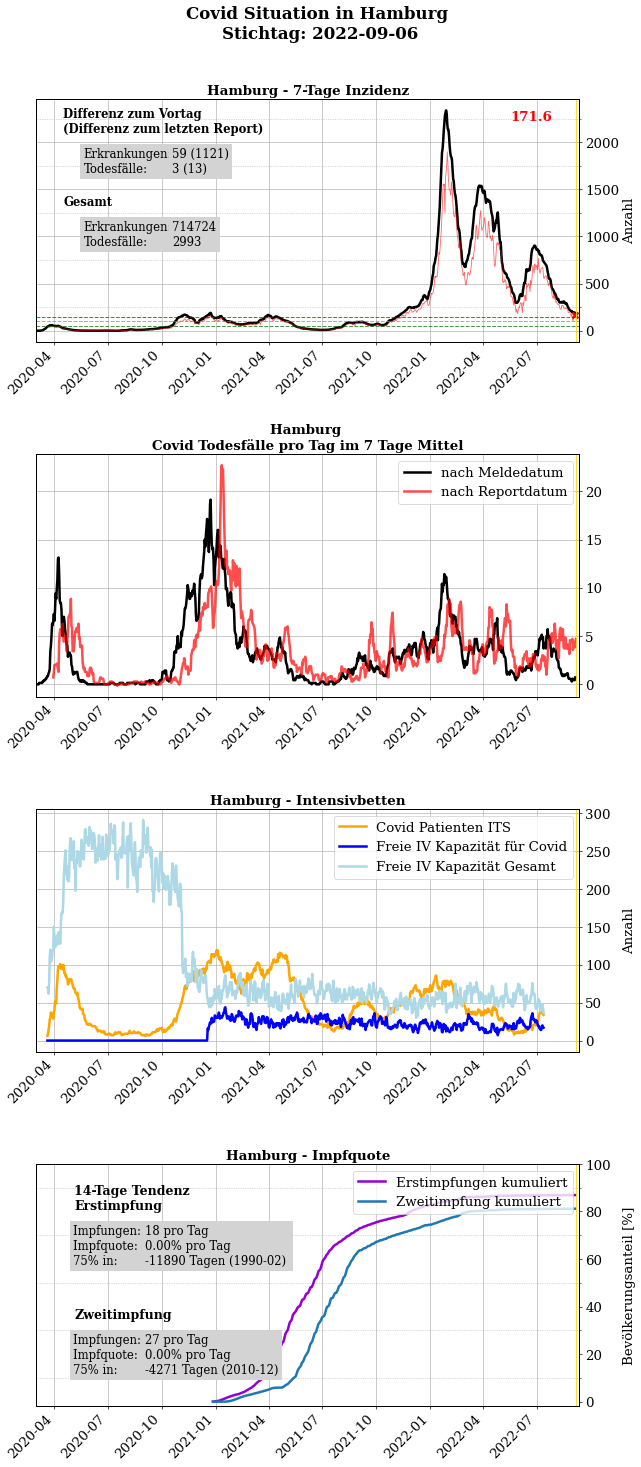 Covid Situation in Hamburg
Stichtag: 2022-09-06
Hamburg - 7-Tage Inzidenz
Differenz zum Vortag
(Differenz zum letzten Report)
Erkrankungen 59 (1121)
Todesfälle: 3 (13)
Gesamt
Erkrankungen 714724
Todesfälle: 2993
171.6
2000
1500
1000
500
0
Anzahl
2020-04
2020-07
2020-10
2021-01
2021-04
2021-07
2021-10
2022-01
2022-04
2022-07
Hamburg
Covid Todesfälle pro Tag im 7 Tage Mittel
nach Meldedatum
nach Reportdatum
20
15
10
5
0
2020-04
2020-07
2020-10
2021-01
2021-04
2021-07
2021-10
2022-01
2022-04
2022-07
Hamburg - Intensivbetten
Covid Patienten ITS
Freie IV Kapazität für Covid
Freie IV Kapazität Gesamt
300
250
200
150
100
50
0
Anzahl
2020-04
2020-07
2020-10
2021-01
2021-04
2021-07
2021-10
2022-01
2022-04
2022-07
Hamburg - Impfquote
14-Tage Tendenz
Erstimpfung
Impfungen: 18 pro Tag
Impfquote: 0.00% pro Tag
75% in: -11890 Tagen (1990-02)
Zweitimpfung
Impfungen: 27 pro Tag
Impfquote: 0.00% pro Tag
75% in: -4271 Tagen (2010-12)
Erstimpfungen kumuliert
Zweitimpfung kumuliert
100
80
60
40
20
0
Bevölkerungsanteil [%]
2020-04
2020-07
2020-10
2021-01
2021-04
2021-07
2021-10
2022-01
2022-04
2022-07